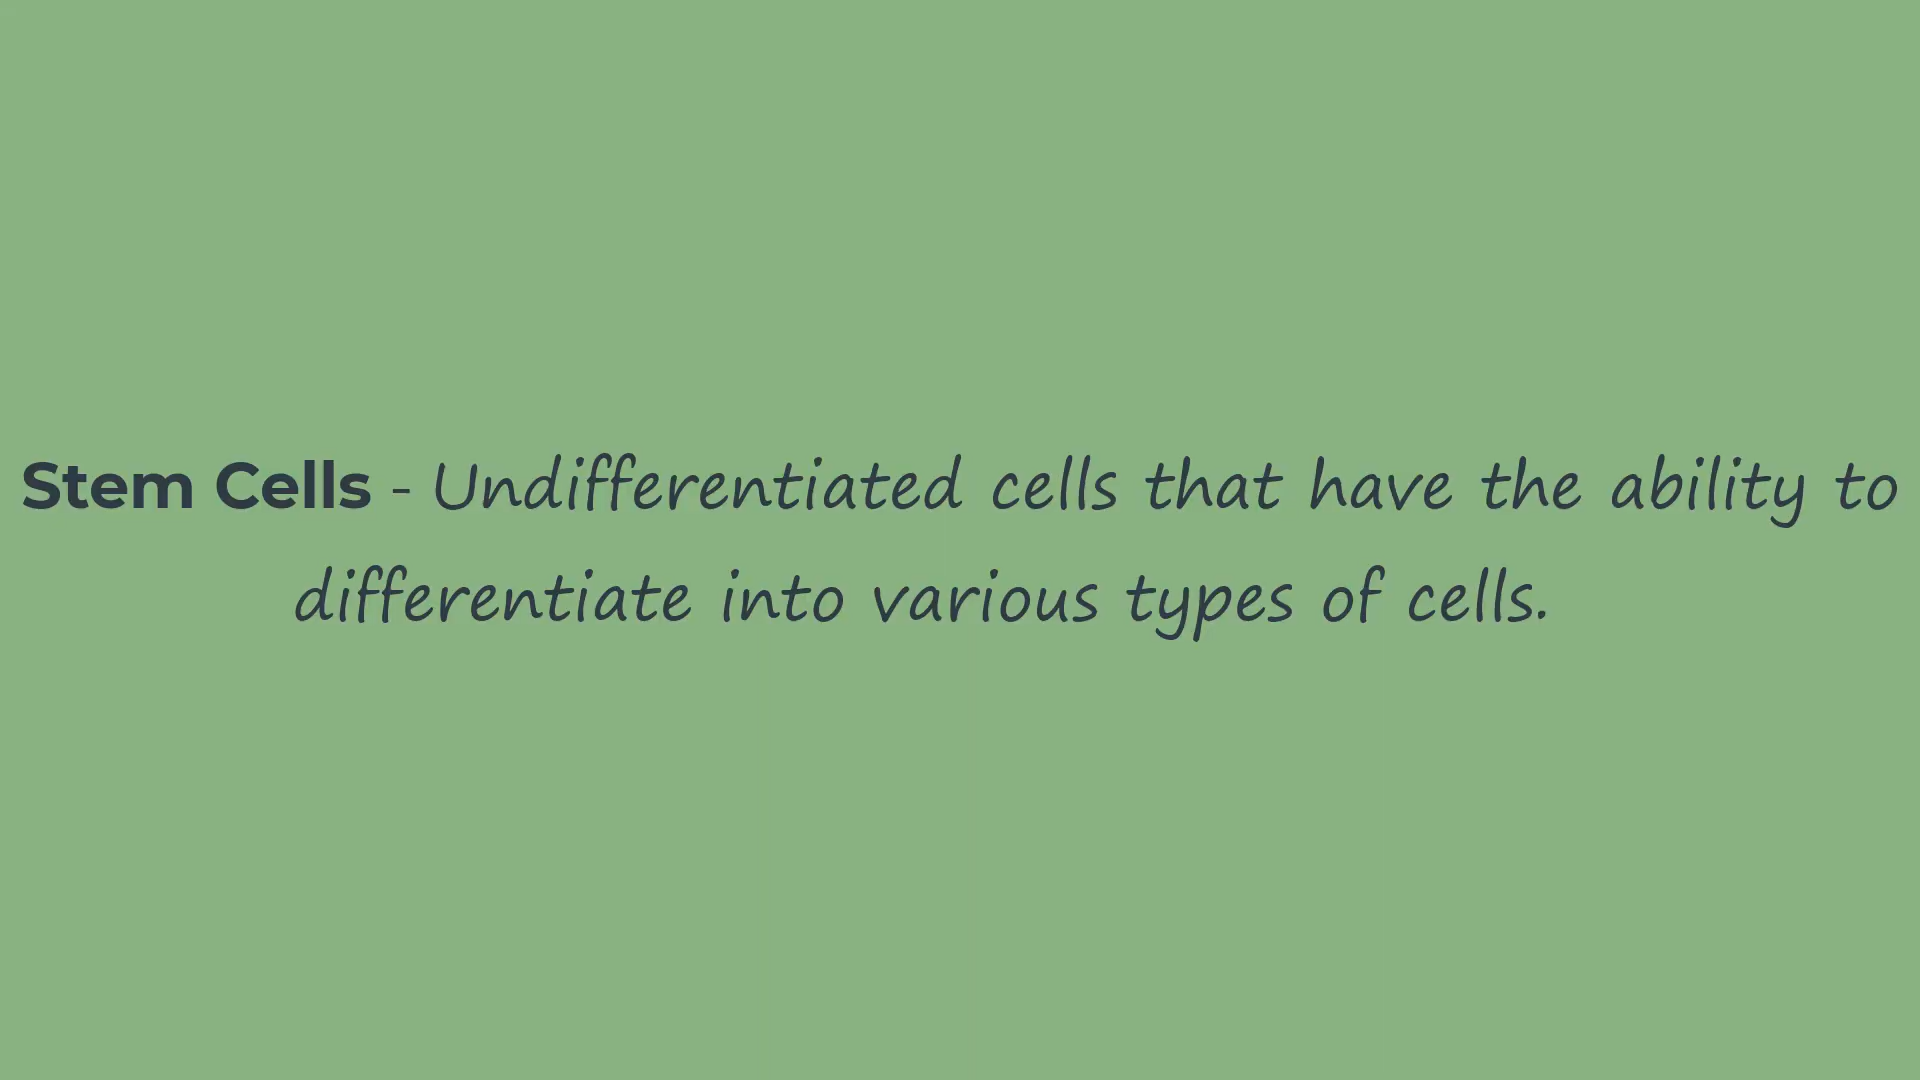 Stem Cells - Undifferentiated cells that have the ability to
differentiate into various types of cells.